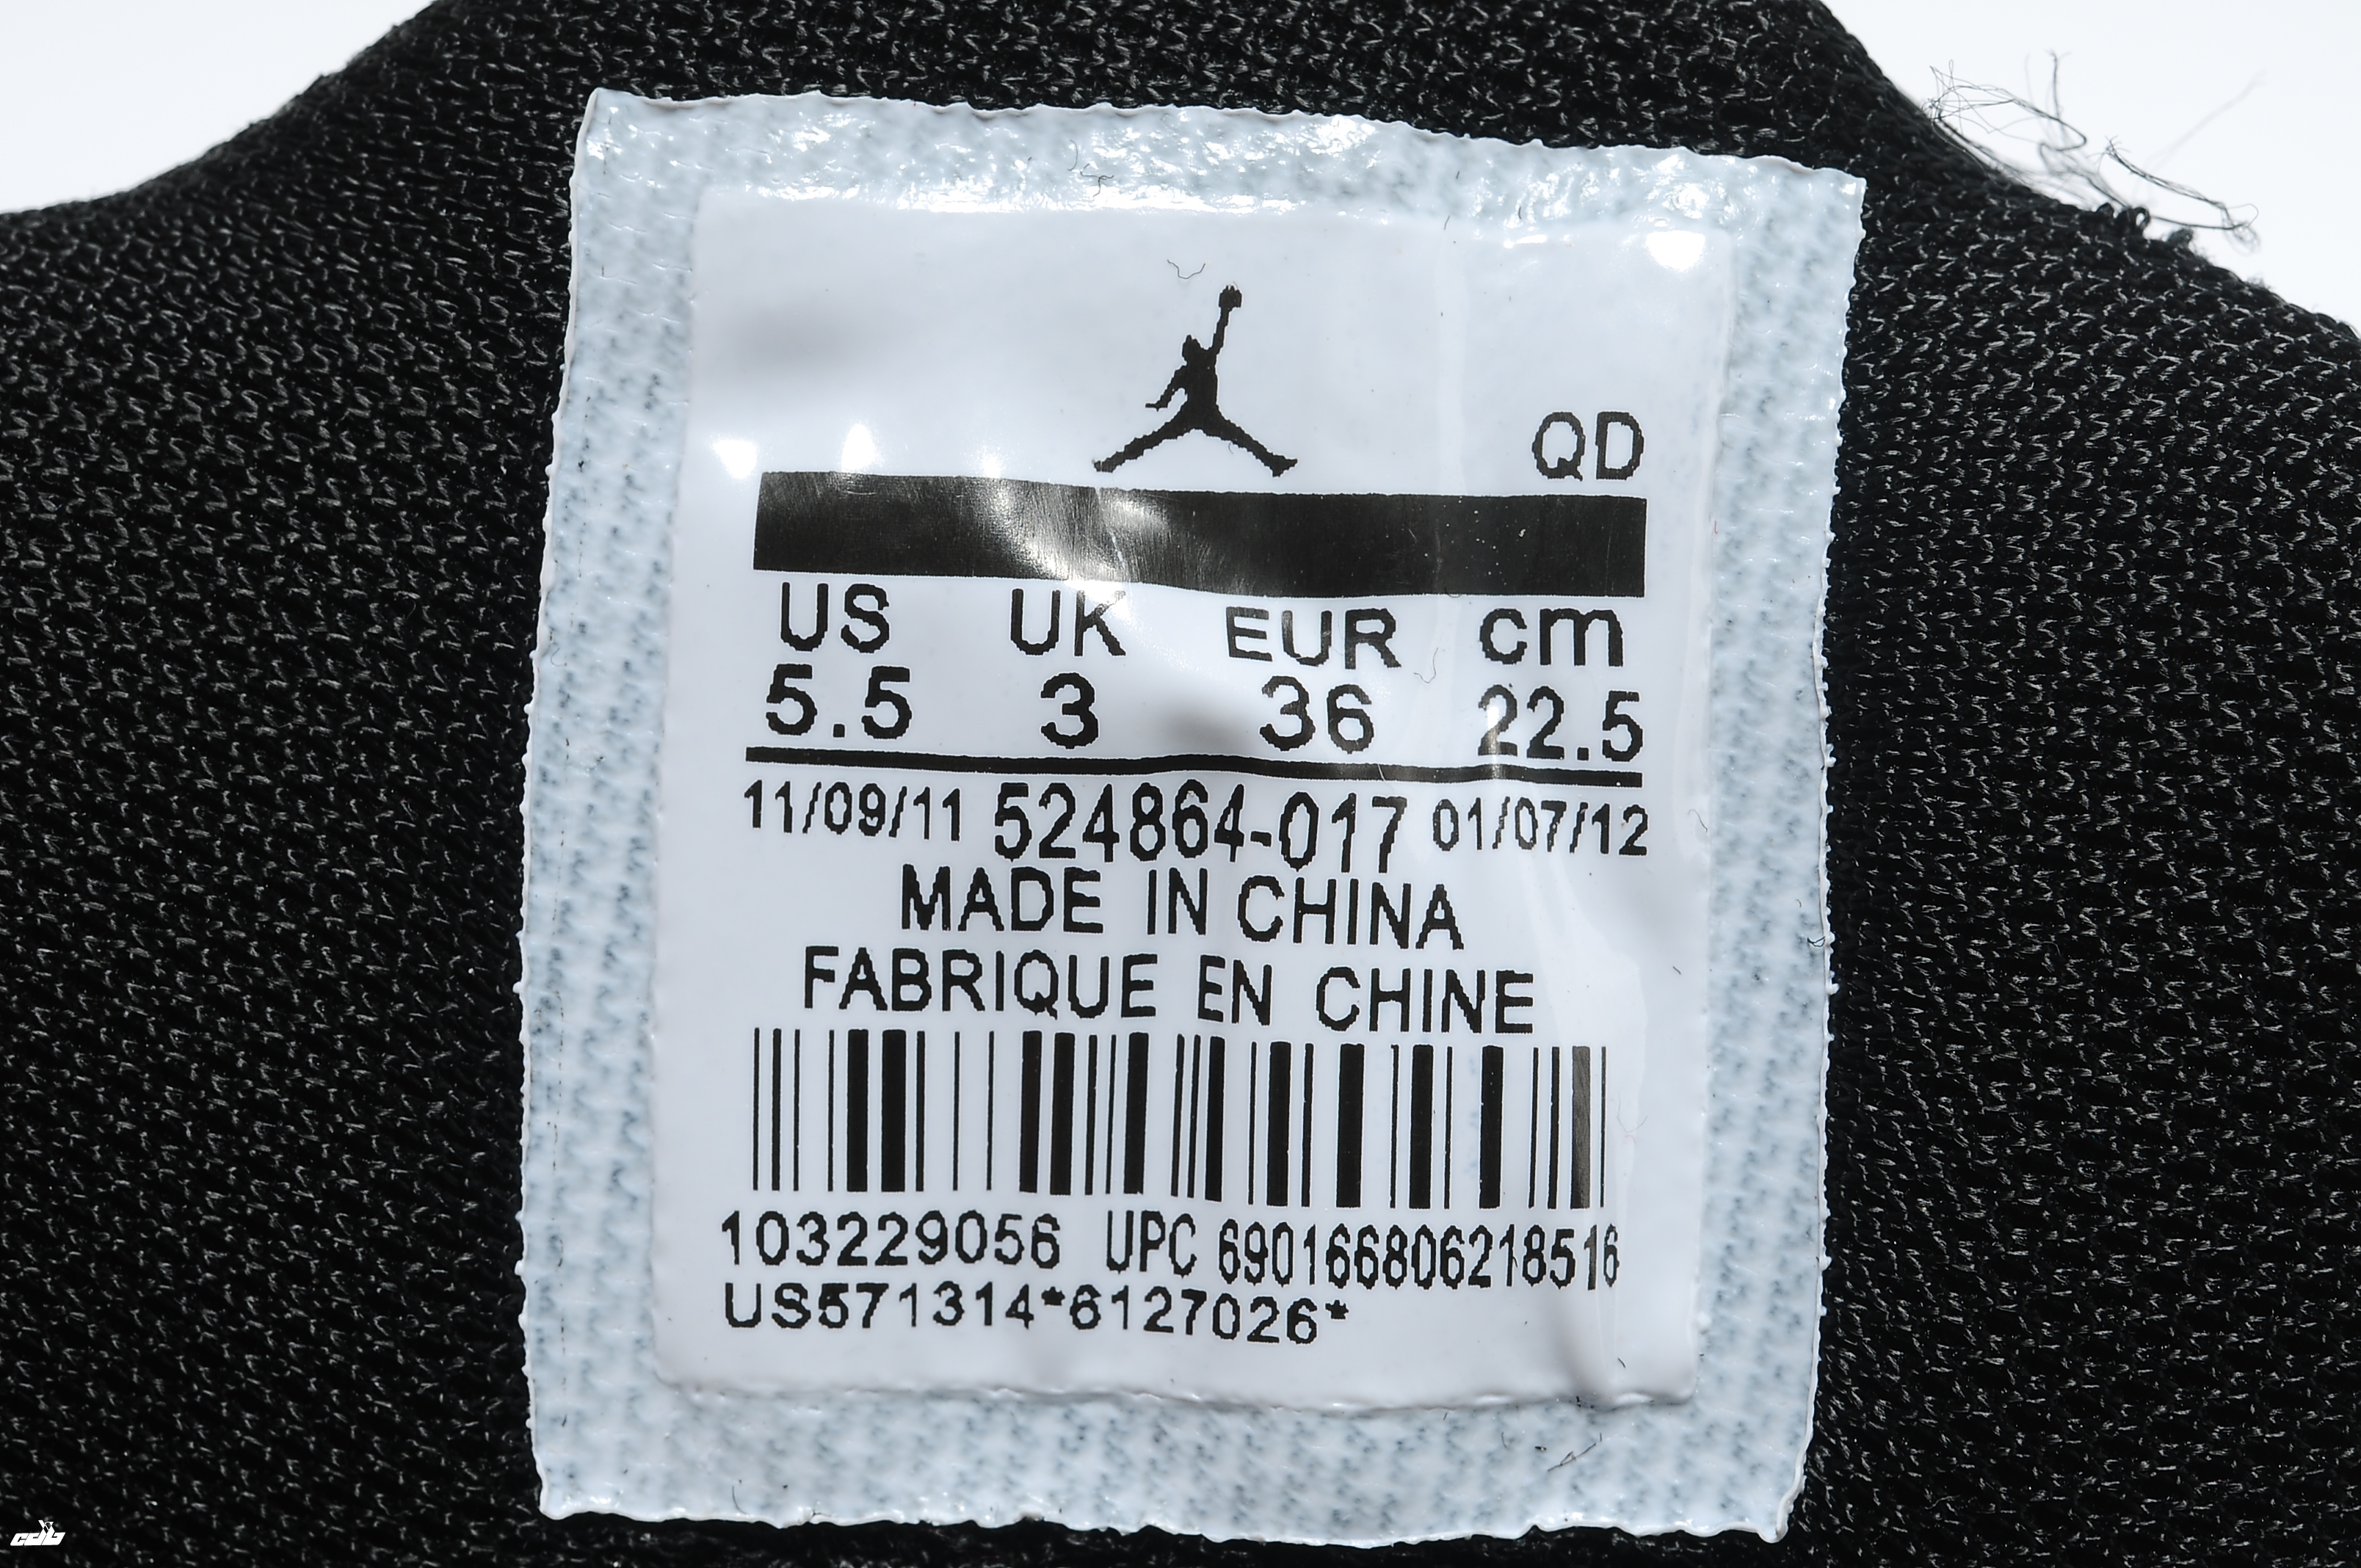 QD
US UK EUR cm
5.5 3 36 22.5
11/09/11 524864-017 01/07/12
MADE IN CHINA
FABRIQUE EN CHINE
103229056 UPC 690166806218516
US571314*6127026*
cdb